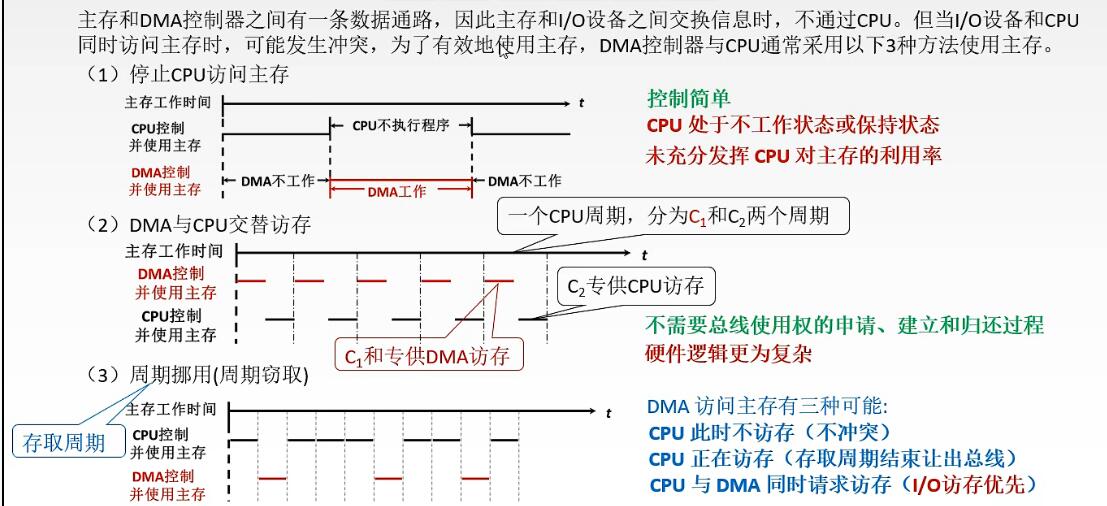 主存和DMA控制器之间有一条数据通路，因此主存和I/O设备之间交换信息时，不通过CPU。但当I/O设备和CPU
同时访问主存时，可能发生冲突，为了有效地使用主存，DMA控制器与CPU通常采用以下3种方法使用主存。
（1）停止CPU访问主存
主存工作时间
t
CPU控制
并使用主存
CPU不执行程序
DMA控制
并使用主存
DMA不工作
DMA工作
DMA不工作
控制简单
CPU 处于不工作状态或保持状态
未充分发挥 CPU 对主存的利用率
（2）DMA与CPU交替访存
一个CPU周期，分为C1和C2两个周期
主存工作时间
t
DMA控制
并使用主存
C2专供CPU访存
CPU控制
并使用主存
C1和专供DMA访存
不需要总线使用权的申请、建立和归还过程
硬件逻辑更为复杂
（3）周期挪用(周期窃取)
存取周期
主存工作时间
t
CPU控制
并使用主存
DMA控制
并使用主存
DMA 访问主存有三种可能:
CPU 此时不访存（不冲突）
CPU 正在访存（存取周期结束让出总线）
CPU 与 DMA 同时请求访存（I/O访存优先）